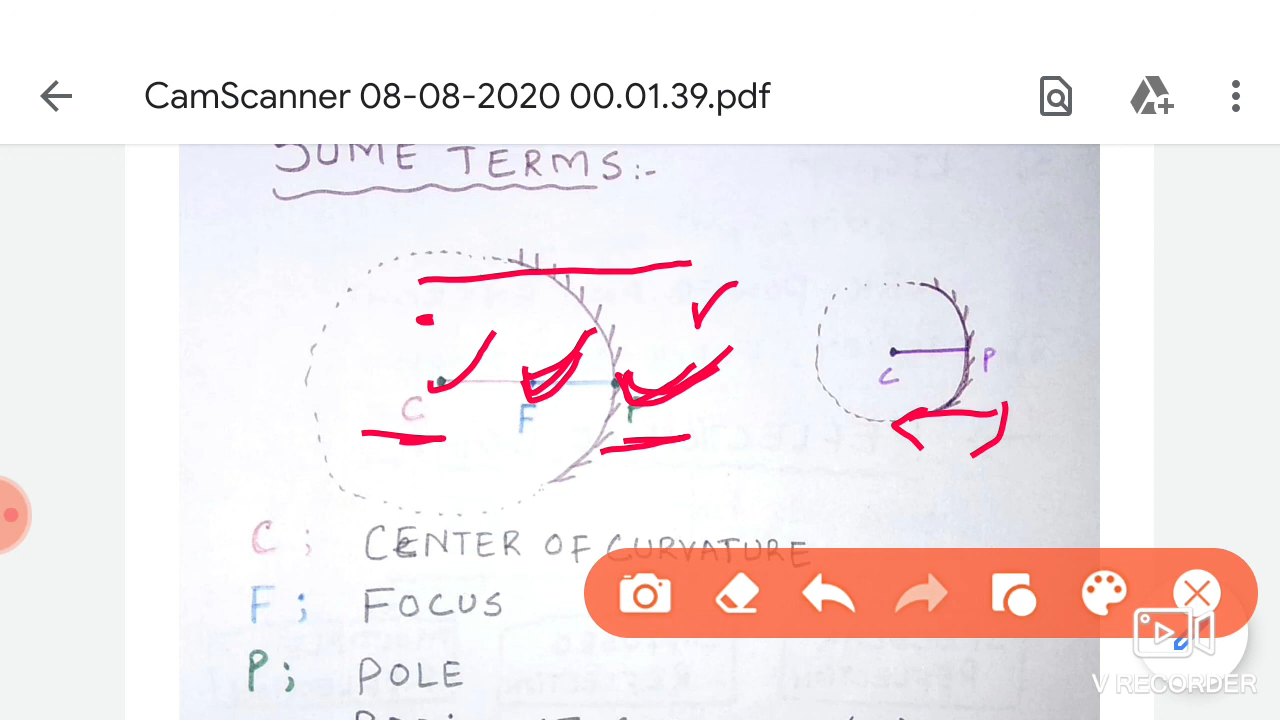 CamScanner 08-08-2020 00.01.39.pdf
SOME TERMS:-
C F P
C P
C ; CENTER OF CURVATURE
F ; FOCUS
P ; POLE
V RECORDER